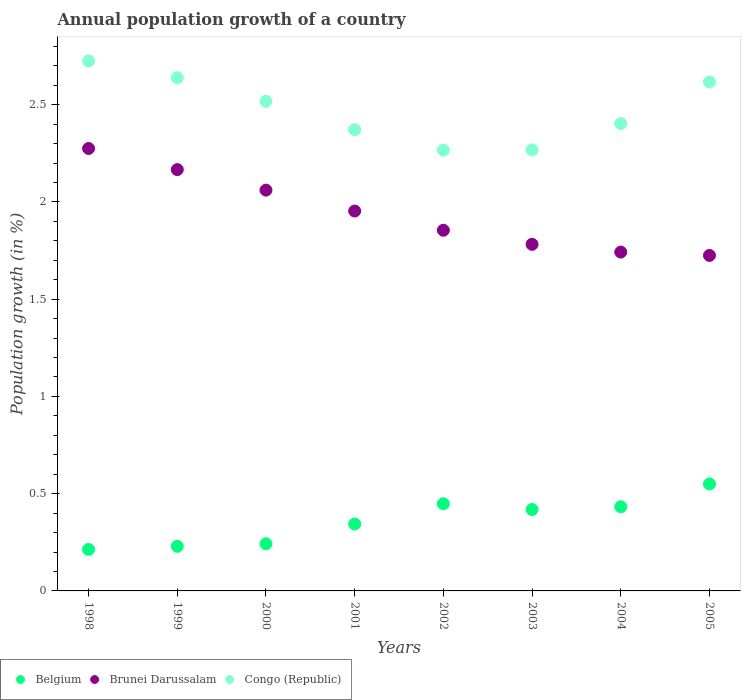 Annual population growth of a country
Population growth (in %)
2.5
2
1.5
1
0.5
0
1998
1999
2000
2001
2002
2003
2004
2005
Years
Belgium
Brunei Darussalam
Congo (Republic)